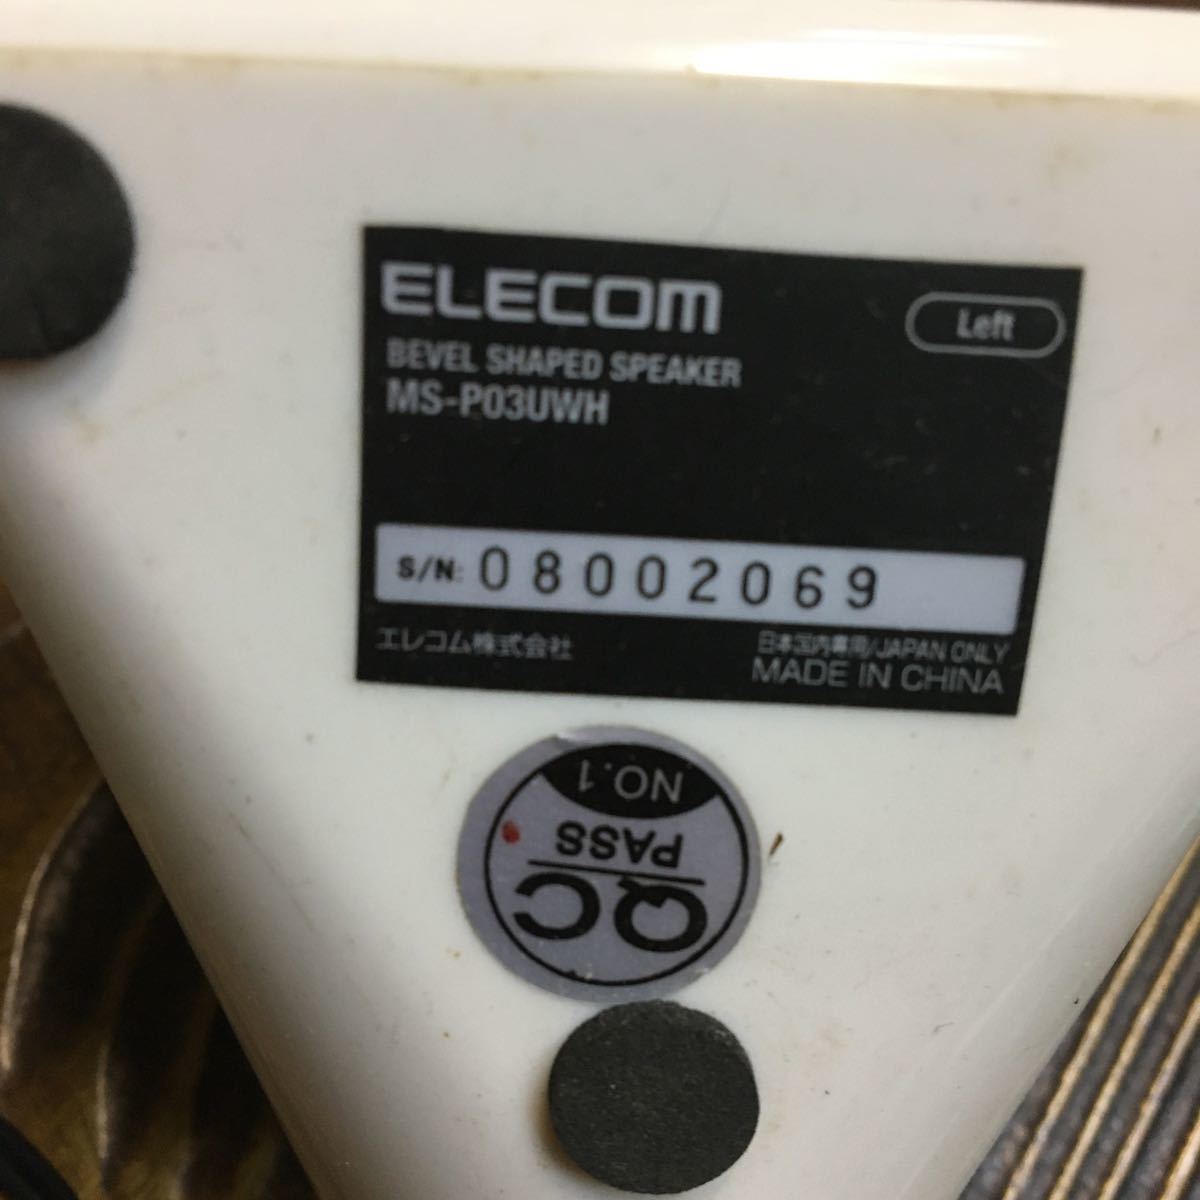 ELECOM
Left
BEVEL SHAPED SPEAKER
MS-P03UWH
S/N: 08002069
エレコム株式会社
日本国内専用/JAPAN ONLY
MADE IN CHINA
QC
PASS
NO.1